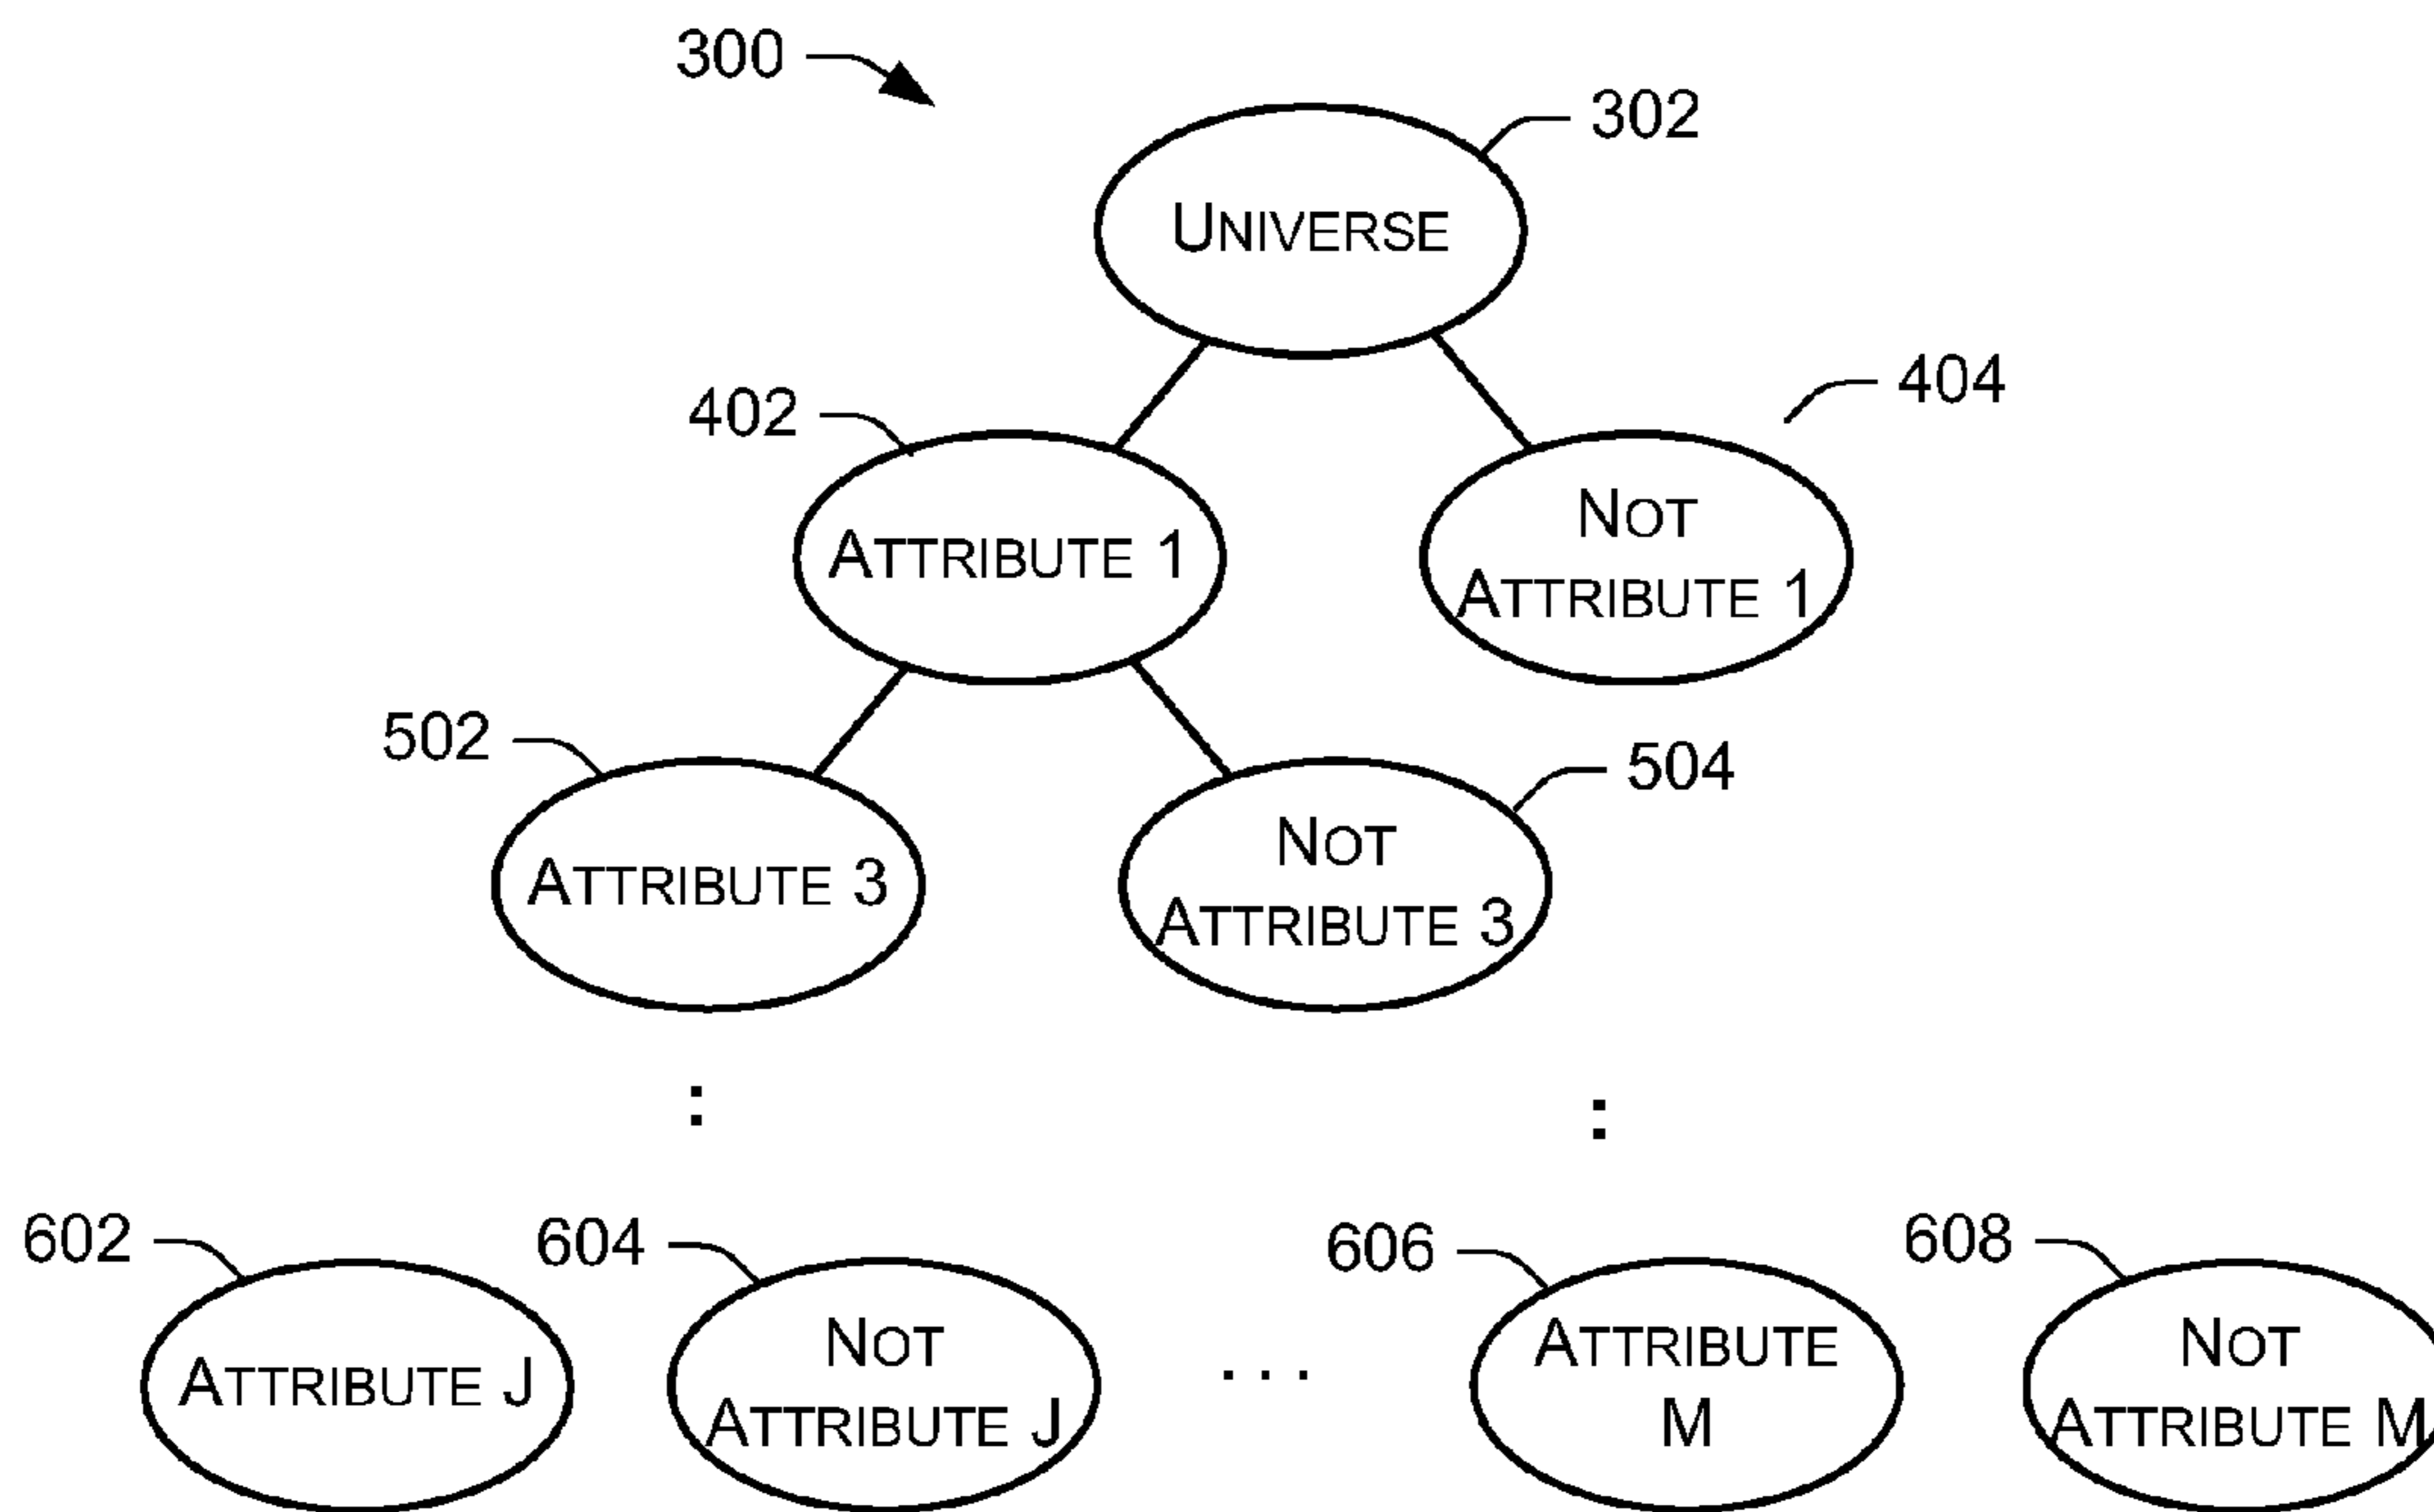 300
302
UNIVERSE
402
404
ATTRIBUTE 1
NOT
ATTRIBUTE 1
502
504
ATTRIBUTE 3
NOT
ATTRIBUTE 3
:
:
602
604
606
608
ATTRIBUTE J
NOT
ATTRIBUTE J
...
ATTRIBUTE
M
NOT
ATTRIBUTE M